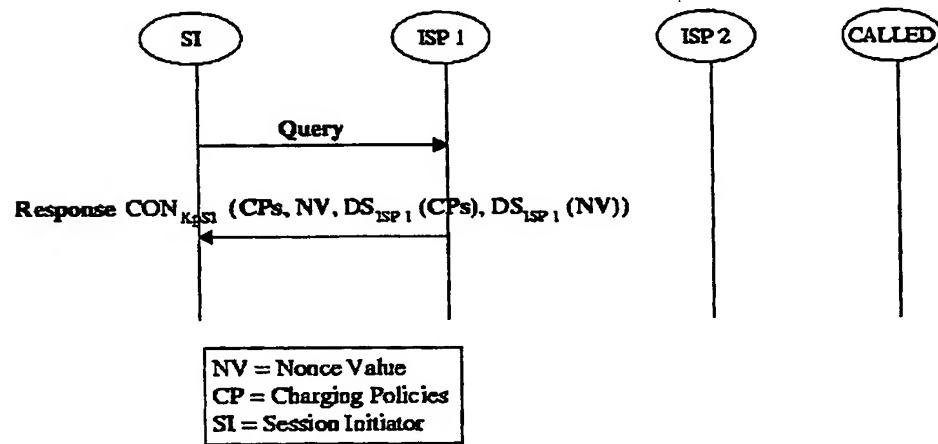 SI ISP 1 ISP 2 CALLED
Query
Response CON_KpSI (CPs, NV, DS_ISP 1 (CPs), DS_ISP 1 (NV))
NV = Nonce Value
CP = Charging Policies
SI = Session Initiator